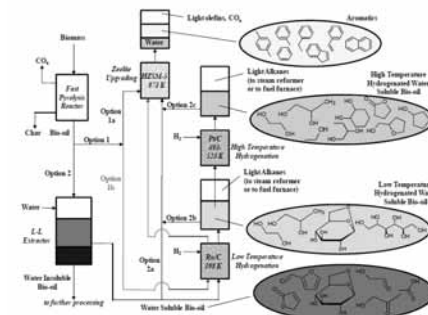 Biomass
CO₂
Fast
Pyrolysis
Reactor
Char
Bio-oil
Option 1
Option 2
Water
L-L
Extractor
Water Insoluble
Bio-oil
to further processing
Light olefins, COₓ
Water
Zeolite
Upgrading
HZSM-5
873 K
Option
1a
Option
1b
Option 2c
Option 2b
Option
2a
H₂
Pt/C
High Temperature
Hydrogenation
Light Alkanes
(to steam reformer
or to fuel furnace)
Light Alkanes
(to steam reformer
or to fuel furnace)
H₂
Ru/C
398 K
Low Temperature
Hydrogenation
Water Soluble Bio-oil
Aromatics
High Temperature
Hydrogenated Water
Soluble Bio-oil
Low Temperature
Hydrogenated Water
Soluble Bio-oil